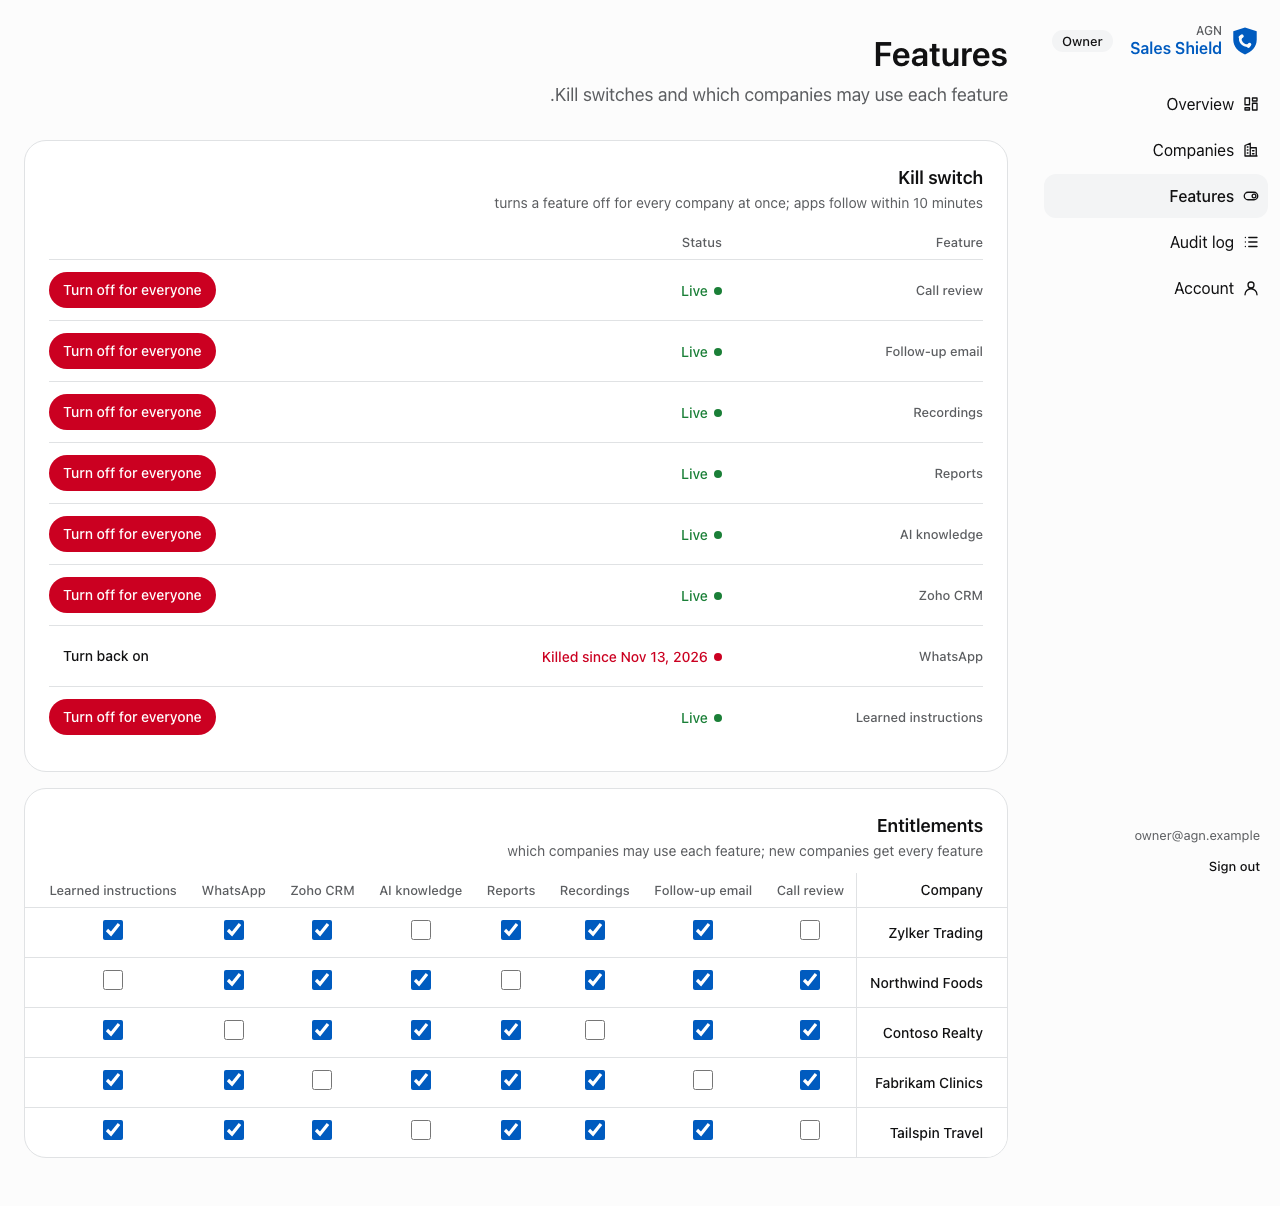 AGN
Sales Shield
Owner
Overview
Companies
Features
Audit log
Account
owner@agn.example
Sign out
Features
.Kill switches and which companies may use each feature
Kill switch
turns a feature off for every company at once; apps follow within 10 minutes
Feature Status
Call review Live Turn off for everyone
Follow-up email Live Turn off for everyone
Recordings Live Turn off for everyone
Reports Live Turn off for everyone
AI knowledge Live Turn off for everyone
Zoho CRM Live Turn off for everyone
WhatsApp Killed since Nov 13, 2026 Turn back on
Learned instructions Live Turn off for everyone
Entitlements
which companies may use each feature; new companies get every feature
Company Call review Follow-up email Recordings Reports AI knowledge Zoho CRM WhatsApp Learned instructions
Zylker Trading
Northwind Foods
Contoso Realty
Fabrikam Clinics
Tailspin Travel